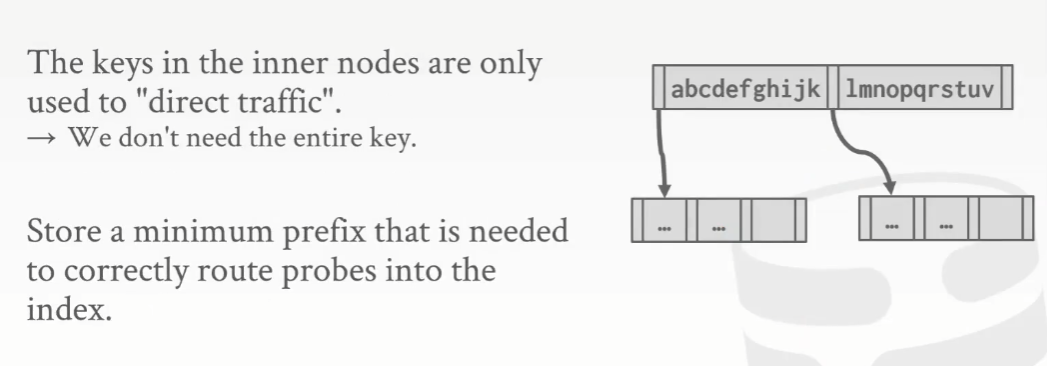 The keys in the inner nodes are only
used to "direct traffic".
→ We don't need the entire key.
Store a minimum prefix that is needed
to correctly route probes into the
index.
abcdefghijk lmnopqrstuv
... ... ... ...